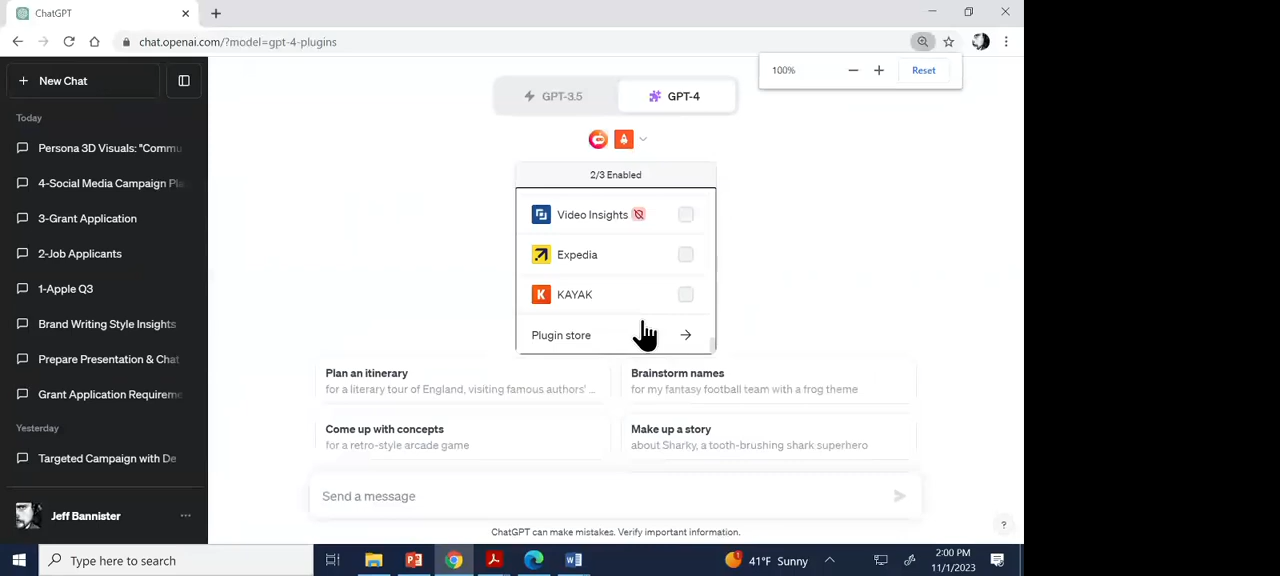 ChatGPT
chat.openai.com/?model=gpt-4-plugins
100%
Reset
New Chat
GPT-3.5
GPT-4
Today
Persona 3D Visuals: "Commu
4-Social Media Campaign Pla
3-Grant Application
2-Job Applicants
1-Apple Q3
Brand Writing Style Insights
Prepare Presentation & Chat
Grant Application Requireme
Yesterday
Targeted Campaign with De
Jeff Bannister
2/3 Enabled
Video Insights
Expedia
K
KAYAK
Plugin store
Plan an itinerary
for a literary tour of England, visiting famous authors' ...
Brainstorm names
for my fantasy football team with a frog theme
Come up with concepts
for a retro-style arcade game
Make up a story
about Sharky, a tooth-brushing shark superhero
Send a message
ChatGPT can make mistakes. Verify important information.
?
Type here to search
41°F Sunny
2:00 PM
11/1/2023